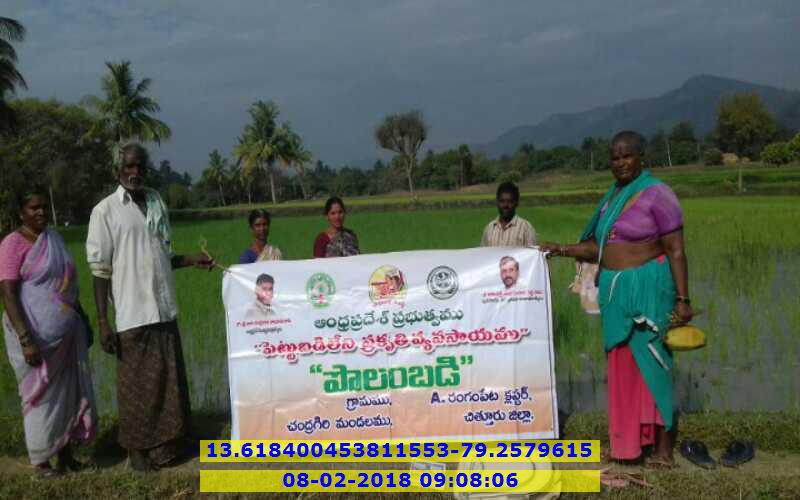 ఆంధ్రప్రదేశ్ ప్రభుత్వము
"పెట్టుబడిలేని ప్రకృతి వ్యవసాయము"
"పొలంబడి"
గ్రామము, A. రంగంపేట క్లస్టర్,
చంద్రగిరి మండలము, చిత్తూరు జిల్లా,
13.618400453811553-79.2579615
08-02-2018 09:08:06